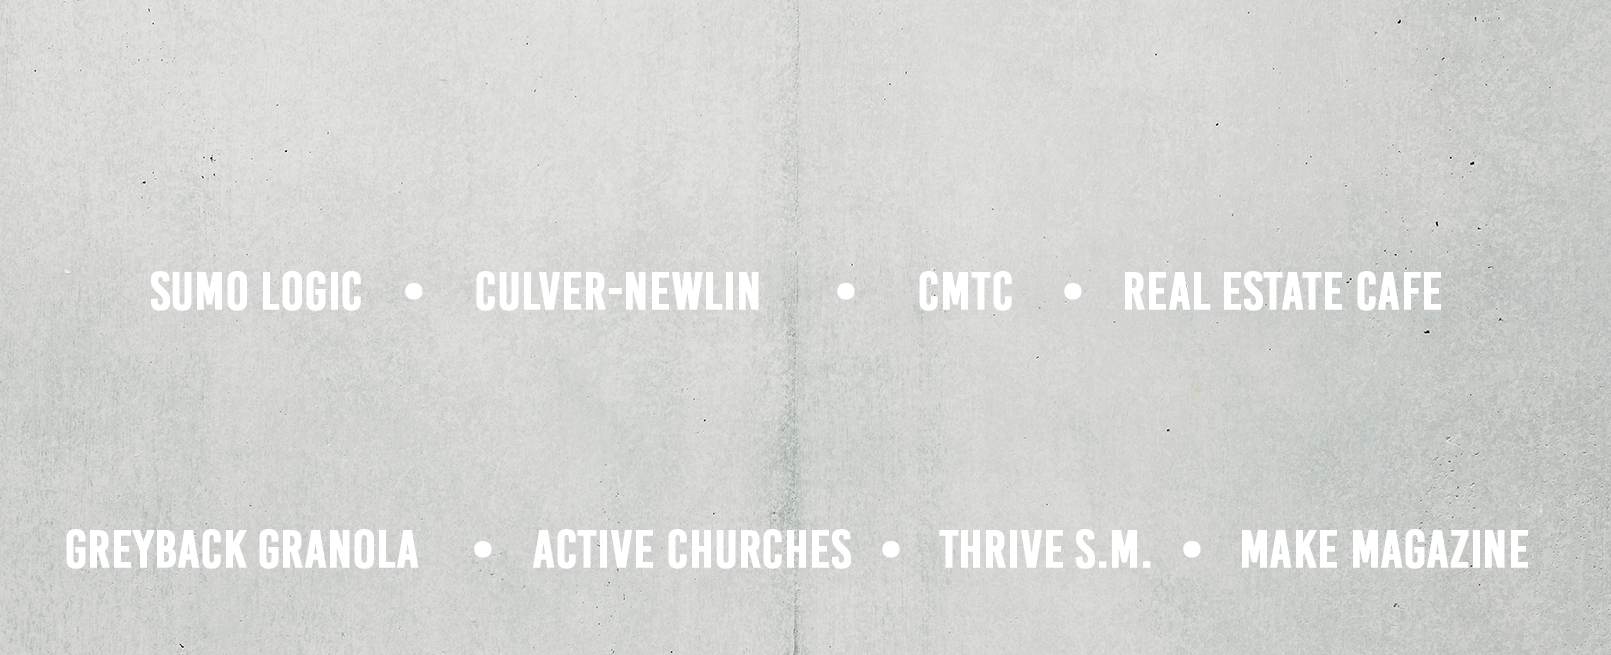 SUMO LOGIC • CULVER-NEWLIN • CMTC • REAL ESTATE CAFE
GREYBACK GRANOLA • ACTIVE CHURCHES • THRIVE S.M. • MAKE MAGAZINE